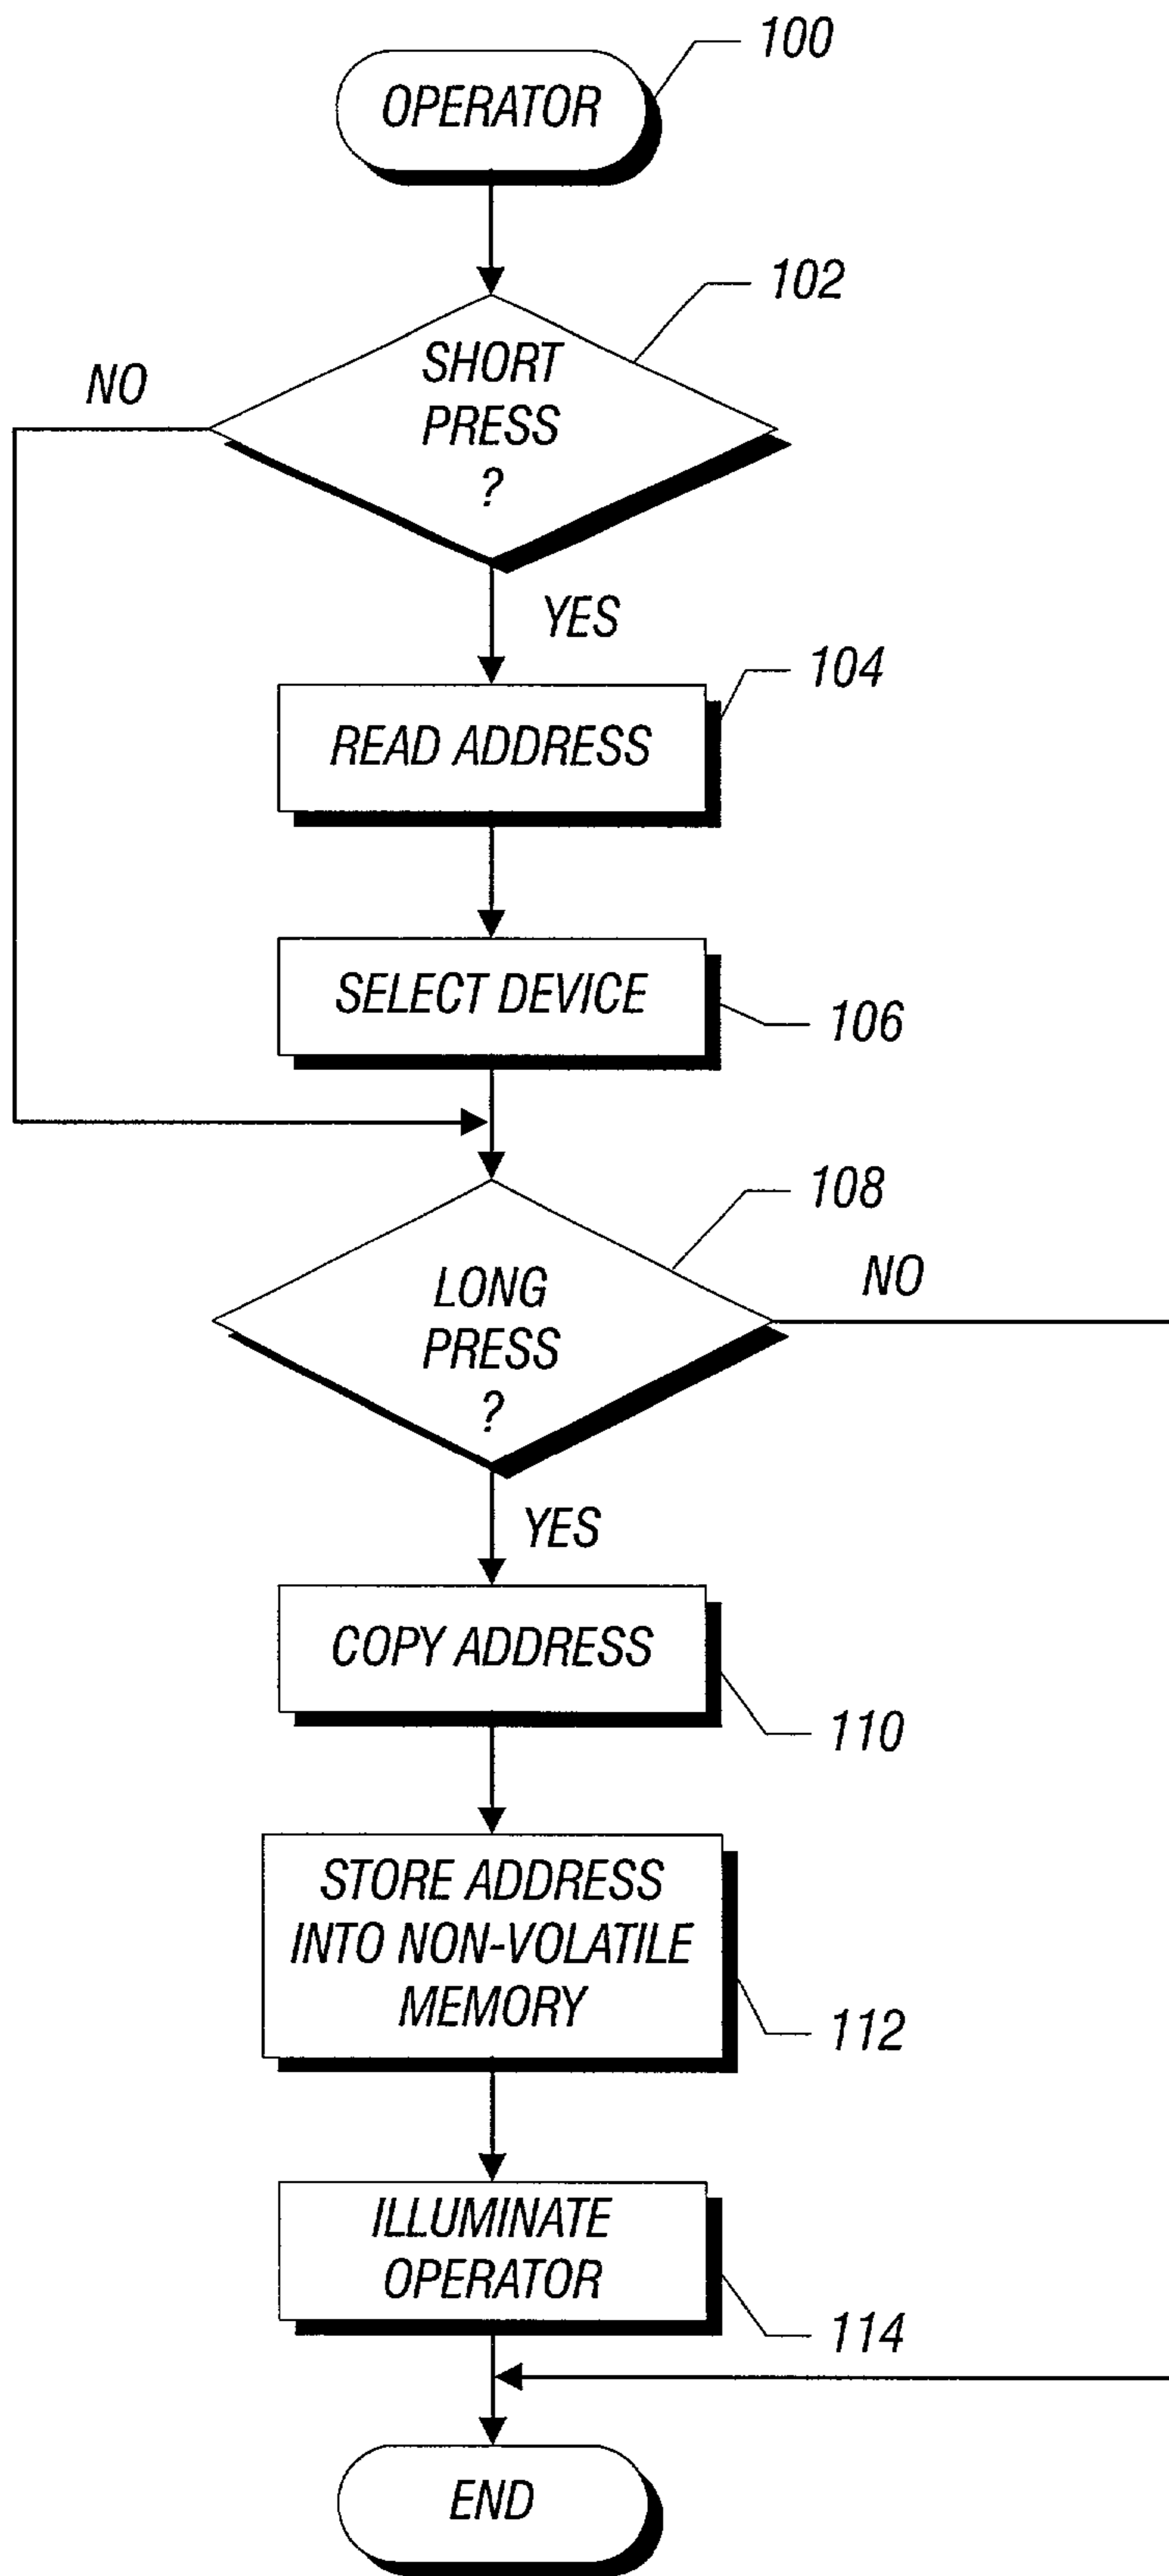 OPERATOR
100
102
SHORT
PRESS
?
NO
YES
104
READ ADDRESS
SELECT DEVICE
106
108
LONG
PRESS
?
NO
YES
COPY ADDRESS
110
STORE ADDRESS
INTO NON-VOLATILE
MEMORY
112
ILLUMINATE
OPERATOR
114
END